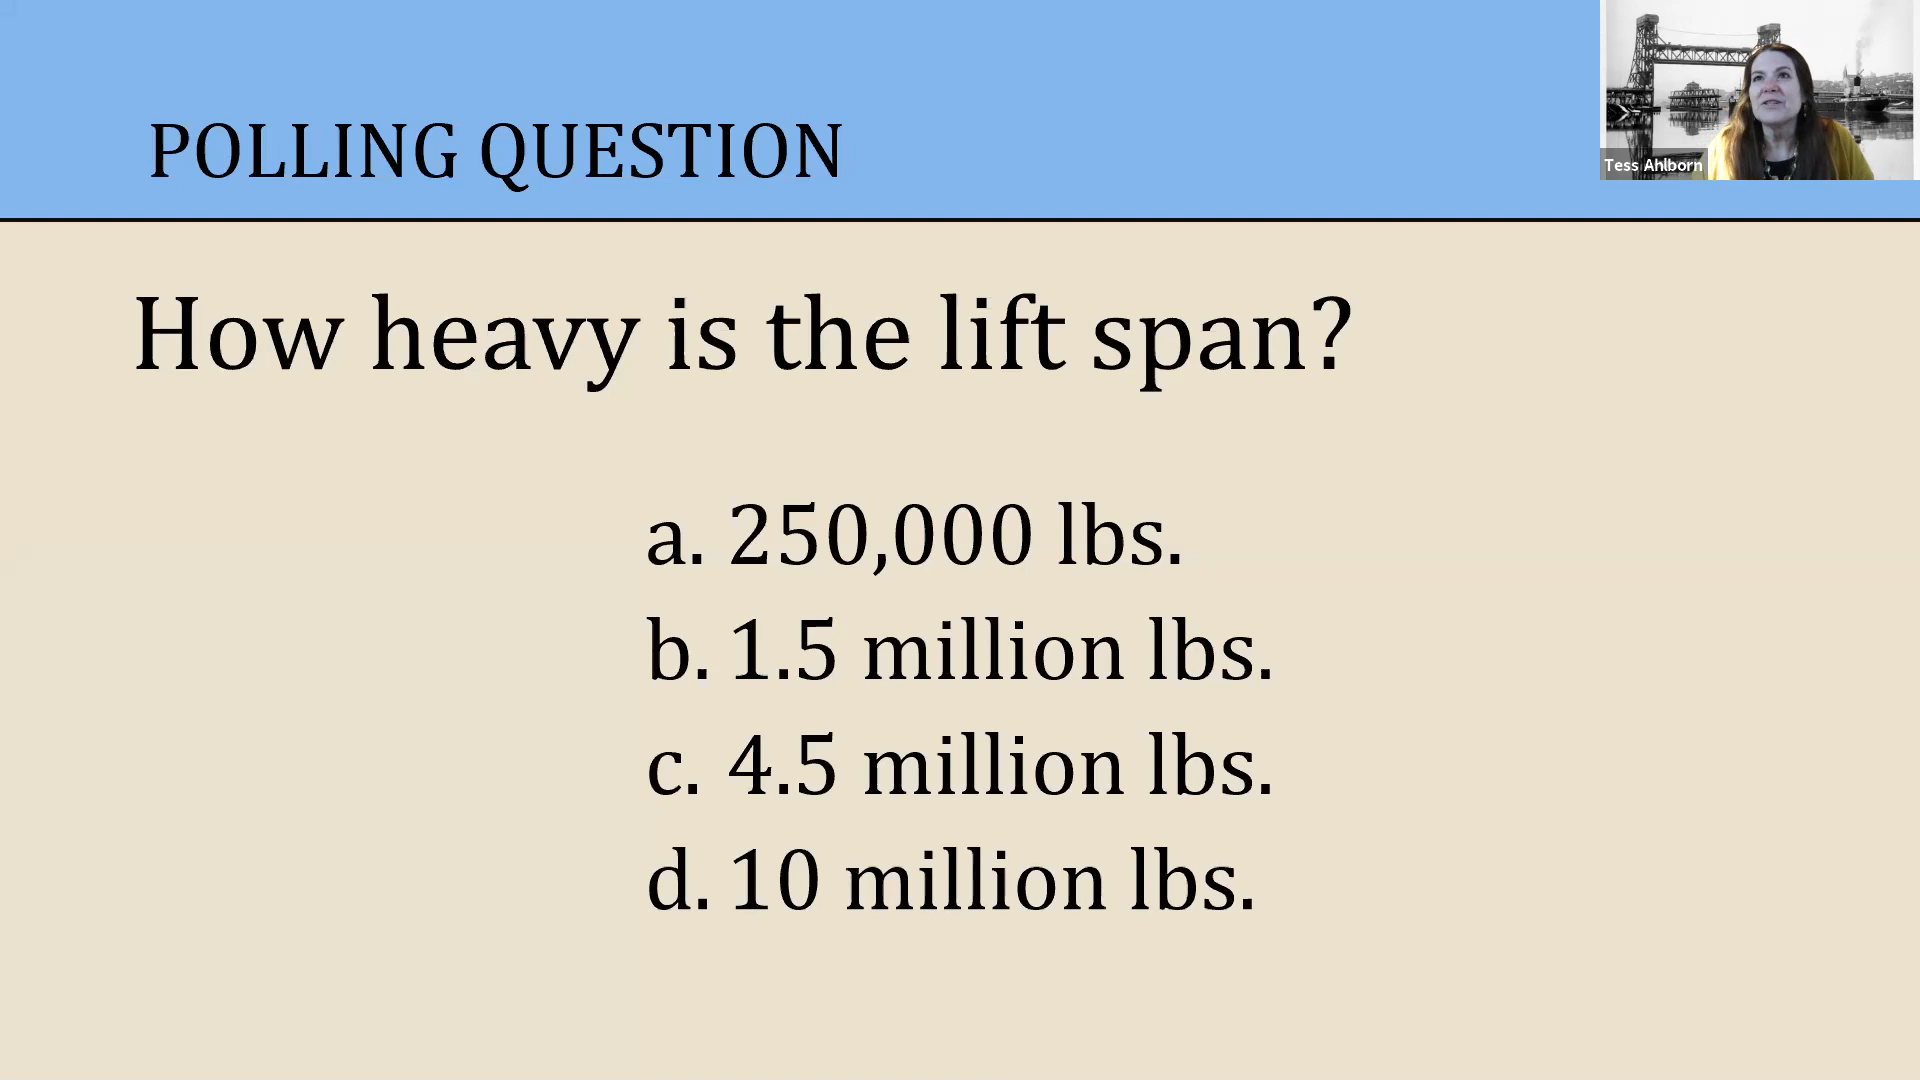 POLLING QUESTION
Tess Ahlborn
How heavy is the lift span?
a. 250,000 lbs.
b. 1.5 million lbs.
c. 4.5 million lbs.
d. 10 million lbs.